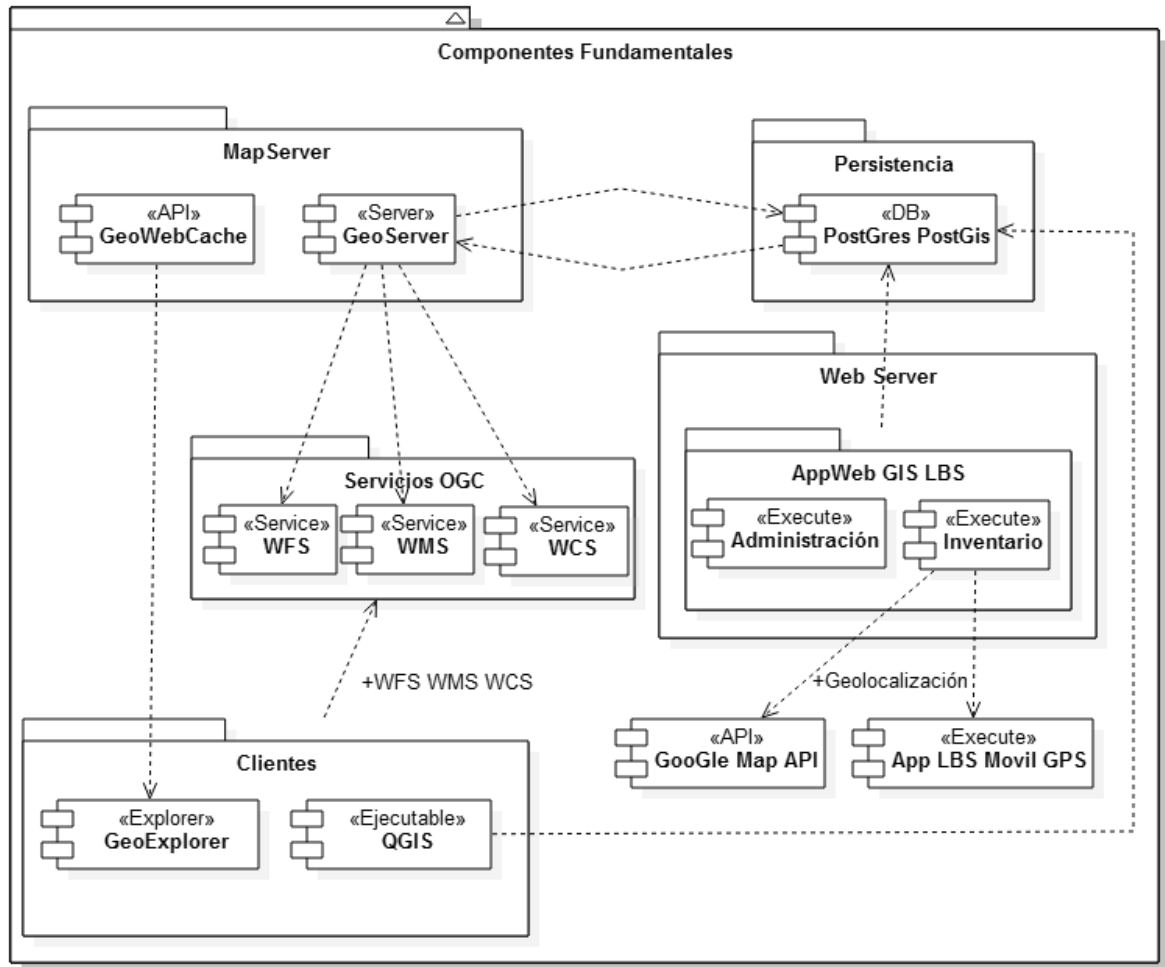 Componentes Fundamentales
MapServer
«API»
GeoWebCache
«Server»
GeoServer
Persistencia
«DB»
PostGres PostGis
Web Server
AppWeb GIS LBS
«Execute»
Administración
«Execute»
Inventario
Servicios OGC
«Service»
WFS
«Service»
WMS
«Service»
WCS
+WFS WMS WCS
+Geolocalización
«API»
GooGle Map API
«Execute»
App LBS Movil GPS
Clientes
«Explorer»
GeoExplorer
«Ejecutable»
QGIS